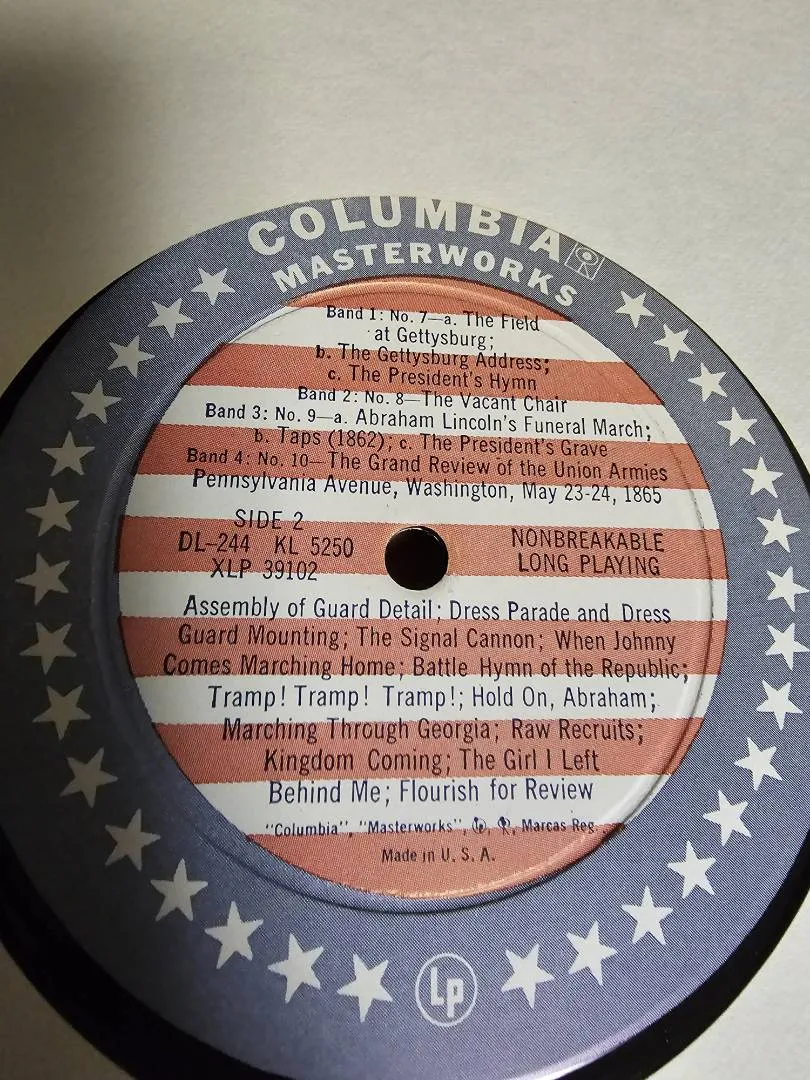 COLUMBIA
MASTERWORKS
Band 1: No. 7—a. The Field
at Gettysburg;
b. The Gettysburg Address;
c. The President's Hymn
Band 2: No. 8—The Vacant Chair
Band 3: No. 9—a. Abraham Lincoln's Funeral March;
b. Taps (1862); c. The President's Grave
Band 4: No. 10—The Grand Review of the Union Armies
Pennsylvania Avenue, Washington, May 23-24, 1865
SIDE 2
DL-244 KL 5250
XLP 39102
NONBREAKABLE
LONG PLAYING
Assembly of Guard Detail; Dress Parade and Dress
Guard Mounting; The Signal Cannon; When Johnny
Comes Marching Home; Battle Hymn of the Republic;
Tramp! Tramp! Tramp!; Hold On, Abraham;
Marching Through Georgia; Raw Recruits;
Kingdom Coming; The Girl I Left
Behind Me; Flourish for Review
"Columbia", "Masterworks", Marcas Reg.
Made in U. S. A.
Lp